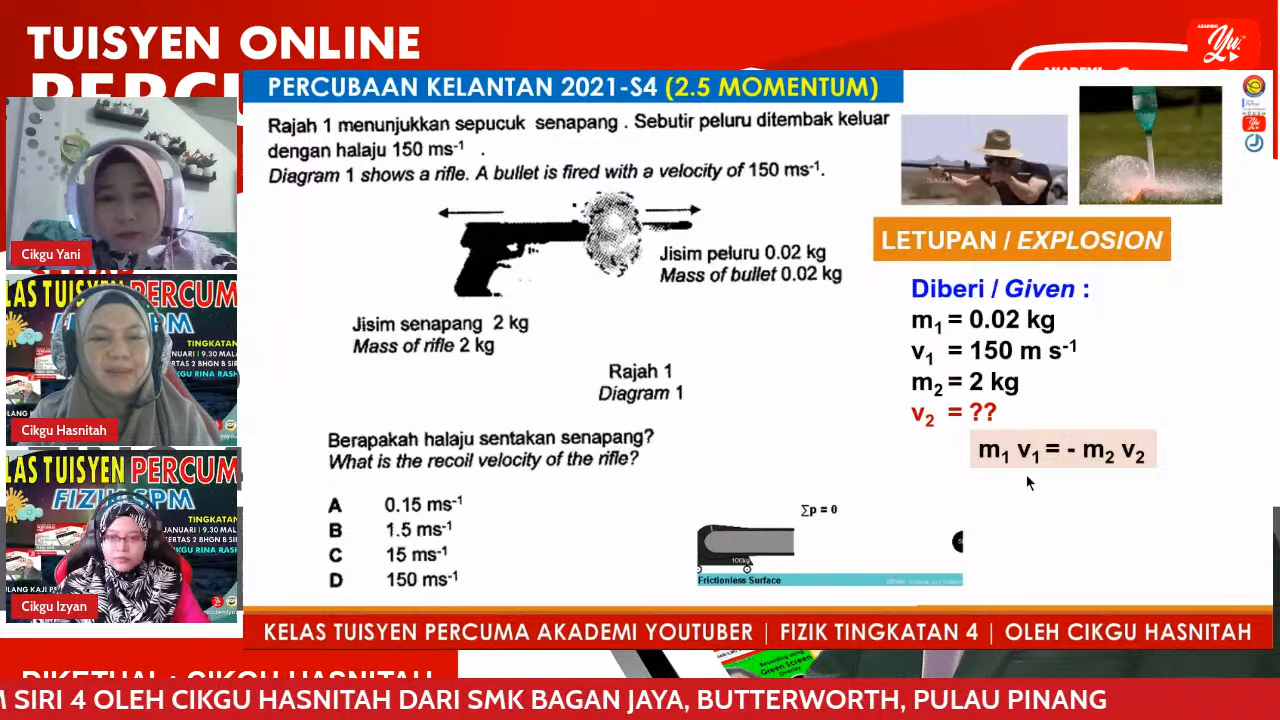 TUISYEN ONLINE
Cikgu Yani
Cikgu Hasnitah
Cikgu Izyan
PERCUBAAN KELANTAN 2021-S4 (2.5 MOMENTUM)
Rajah 1 menunjukkan sepucuk senapang . Sebutir peluru ditembak keluar
dengan halaju 150 ms⁻¹ .
Diagram 1 shows a rifle. A bullet is fired with a velocity of 150 ms⁻¹.
Jisim peluru 0.02 kg
Mass of bullet 0.02 kg
Jisim senapang 2 kg
Mass of rifle 2 kg
Rajah 1
Diagram 1
Berapakah halaju sentakan senapang?
What is the recoil velocity of the rifle?
A 0.15 ms⁻¹
B 1.5 ms⁻¹
C 15 ms⁻¹
D 150 ms⁻¹
∑p = 0
100kg
Frictionless Surface
LETUPAN / EXPLOSION
Diberi / Given :
m₁ = 0.02 kg
v₁ = 150 m s⁻¹
m₂ = 2 kg
v₂ = ??
m₁ v₁ = - m₂ v₂
KELAS TUISYEN PERCUMA AKADEMI YOUTUBER | FIZIK TINGKATAN 4 | OLEH CIKGU HASNITAH
SIRI 4 OLEH CIKGU HASNITAH DARI SMK BAGAN JAYA, BUTTERWORTH, PULAU PINANG